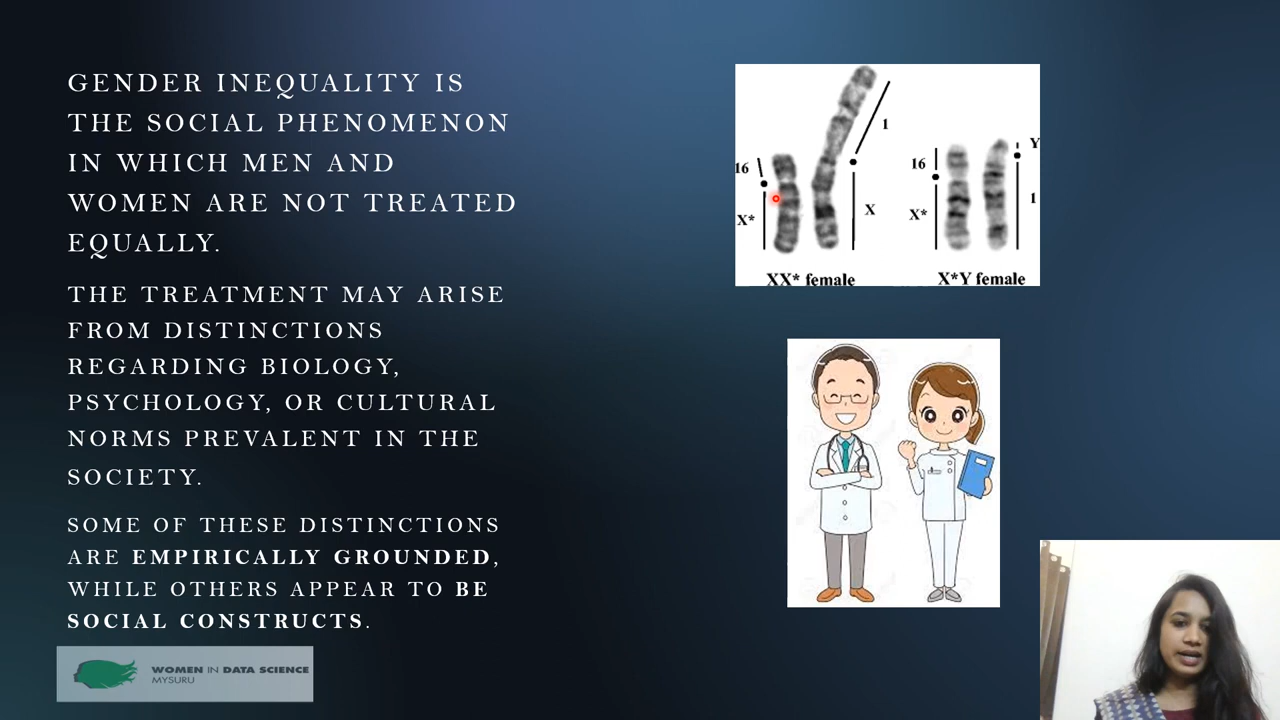 GENDER INEQUALITY IS
THE SOCIAL PHENOMENON
IN WHICH MEN AND
WOMEN ARE NOT TREATED
EQUALLY.
THE TREATMENT MAY ARISE
FROM DISTINCTIONS
REGARDING BIOLOGY,
PSYCHOLOGY, OR CULTURAL
NORMS PREVALENT IN THE
SOCIETY.
SOME OF THESE DISTINCTIONS
ARE EMPIRICALLY GROUNDED,
WHILE OTHERS APPEAR TO BE
SOCIAL CONSTRUCTS.
WOMEN IN DATA SCIENCE
MYSURU
16
X*
1
X
XX* female
16
X*
Y
1
X*Y female